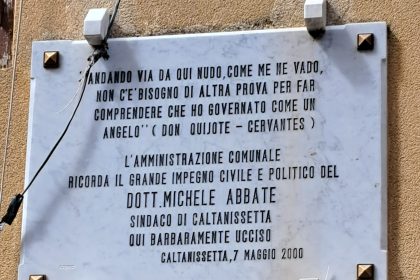 "ANDANDO VIA DA QUI NUDO, COME ME NE VADO,
NON C'E' BISOGNO DI ALTRA PROVA PER FAR
COMPRENDERE CHE HO GOVERNATO COME UN
ANGELO" (DON QUIJOTE - CERVANTES)
L'AMMINISTRAZIONE COMUNALE
RICORDA IL GRANDE IMPEGNO CIVILE E POLITICO DEL
DOTT. MICHELE ABBATE
SINDACO DI CALTANISSETTA
QUI BARBARAMENTE UCCISO
CALTANISSETTA, 7 MAGGIO 2000